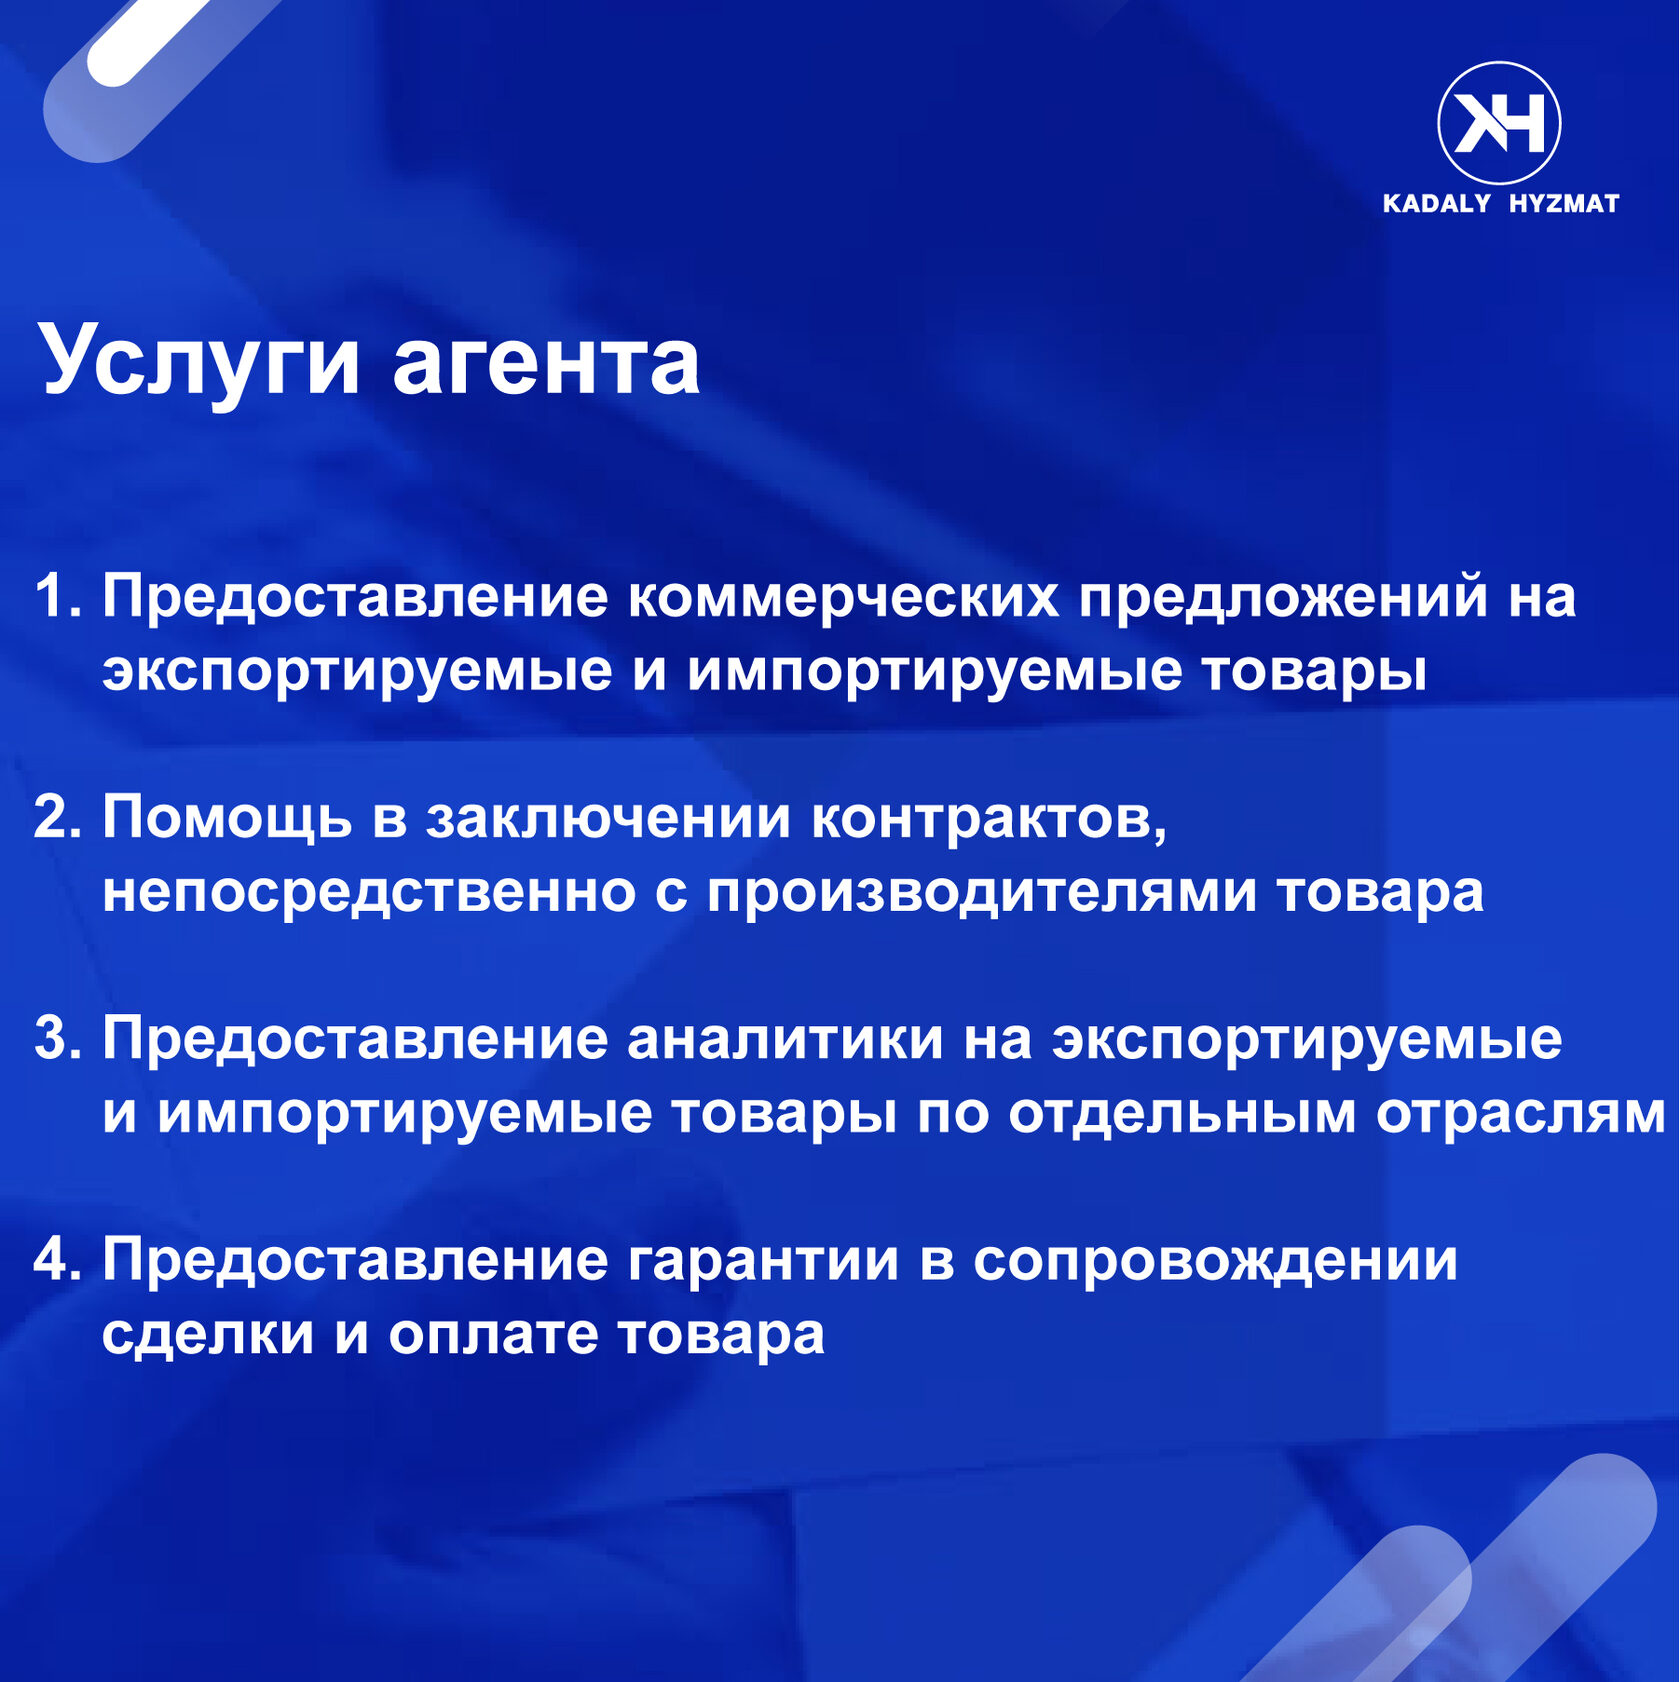 KH
KADALY HYZMAT
Услуги агента
1. Предоставление коммерческих предложений на
экспортируемые и импортируемые товары
2. Помощь в заключении контрактов,
непосредственно с производителями товара
3. Предоставление аналитики на экспортируемые
и импортируемые товары по отдельным отраслям
4. Предоставление гарантии в сопровождении
сделки и оплате товара